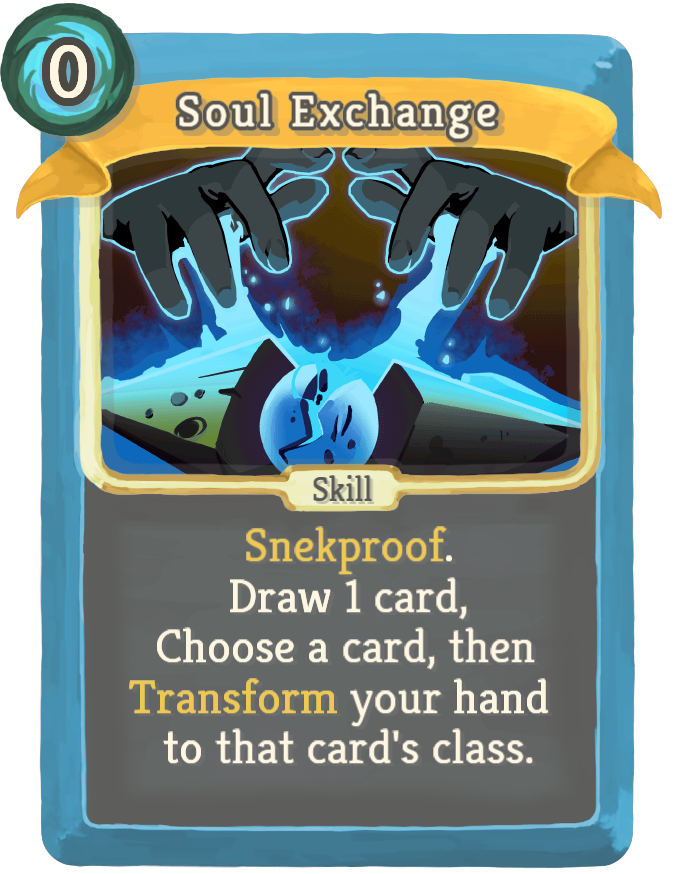 0
Soul Exchange
Skill
Snekproof.
Draw 1 card,
Choose a card, then
Transform your hand
to that card's class.